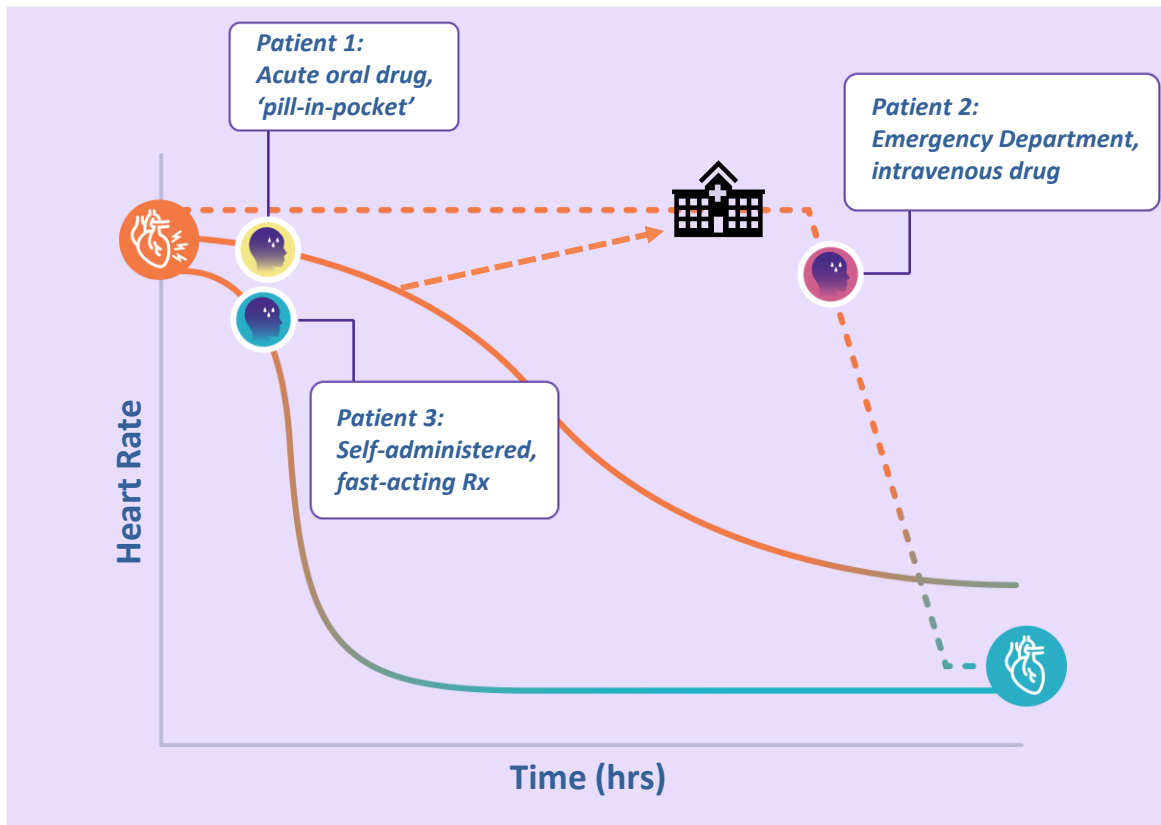 Patient 1:
Acute oral drug,
‘pill-in-pocket’
Patient 2:
Emergency Department,
intravenous drug
Patient 3:
Self-administered,
fast-acting Rx
Heart Rate
Time (hrs)